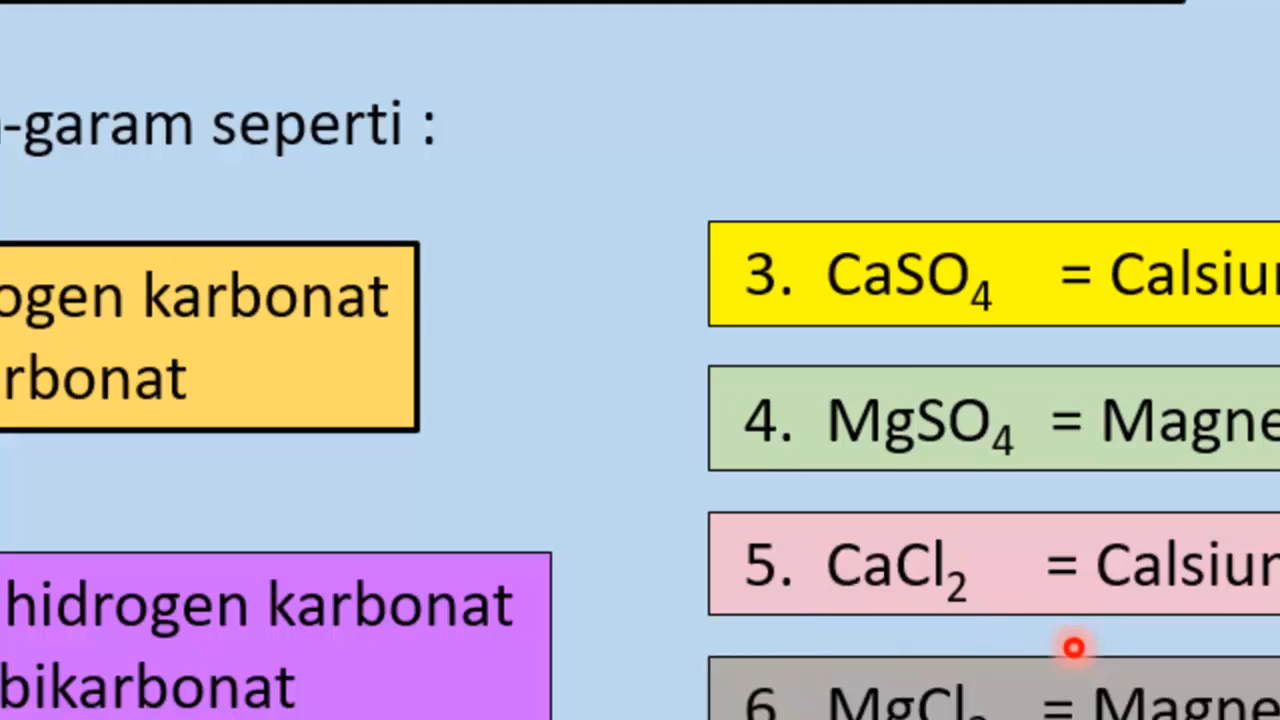 -garam seperti :
ogen karbonat
rbonat
hidrogen karbonat
bikarbonat
3. CaSO₄ = Calsiu
4. MgSO₄ = Magne
5. CaCl₂ = Calsiu
6. MgCl₂ = Magne